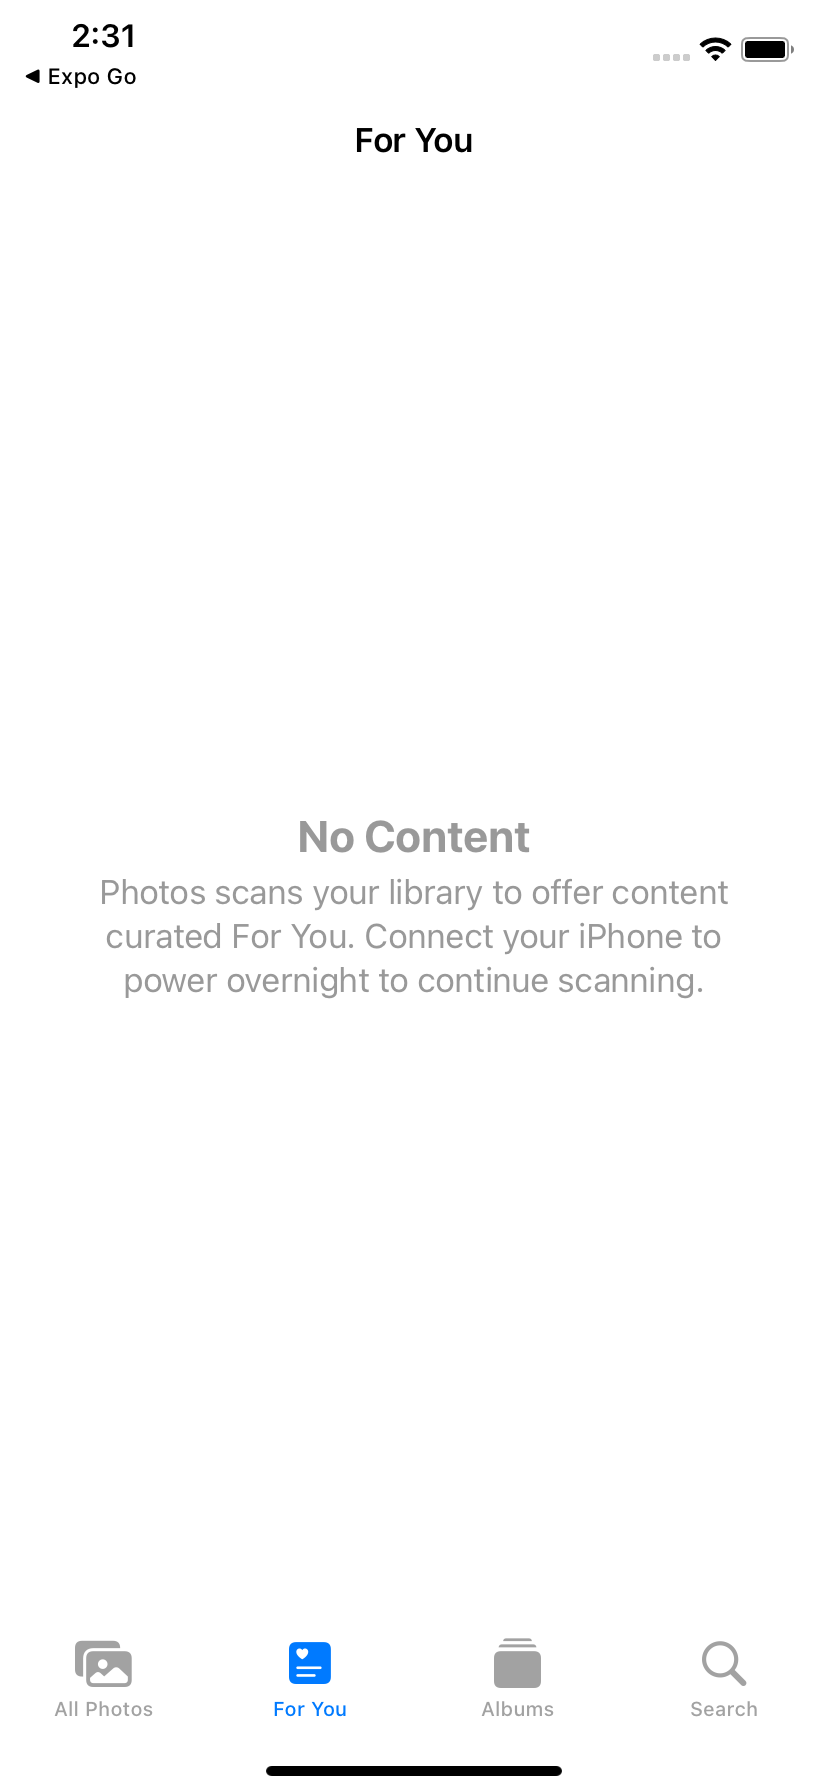 2:31
◀ Expo Go
For You
No Content
Photos scans your library to offer content
curated For You. Connect your iPhone to
power overnight to continue scanning.
All Photos
For You
Albums
Search